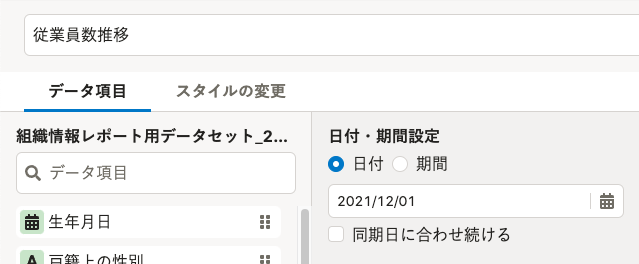 従業員数推移
データ項目
スタイルの変更
組織情報レポート用データセット_2...
データ項目
生年月日
A 戸籍上の性別
日付・期間設定
日付
期間
2021/12/01
同期日に合わせ続ける